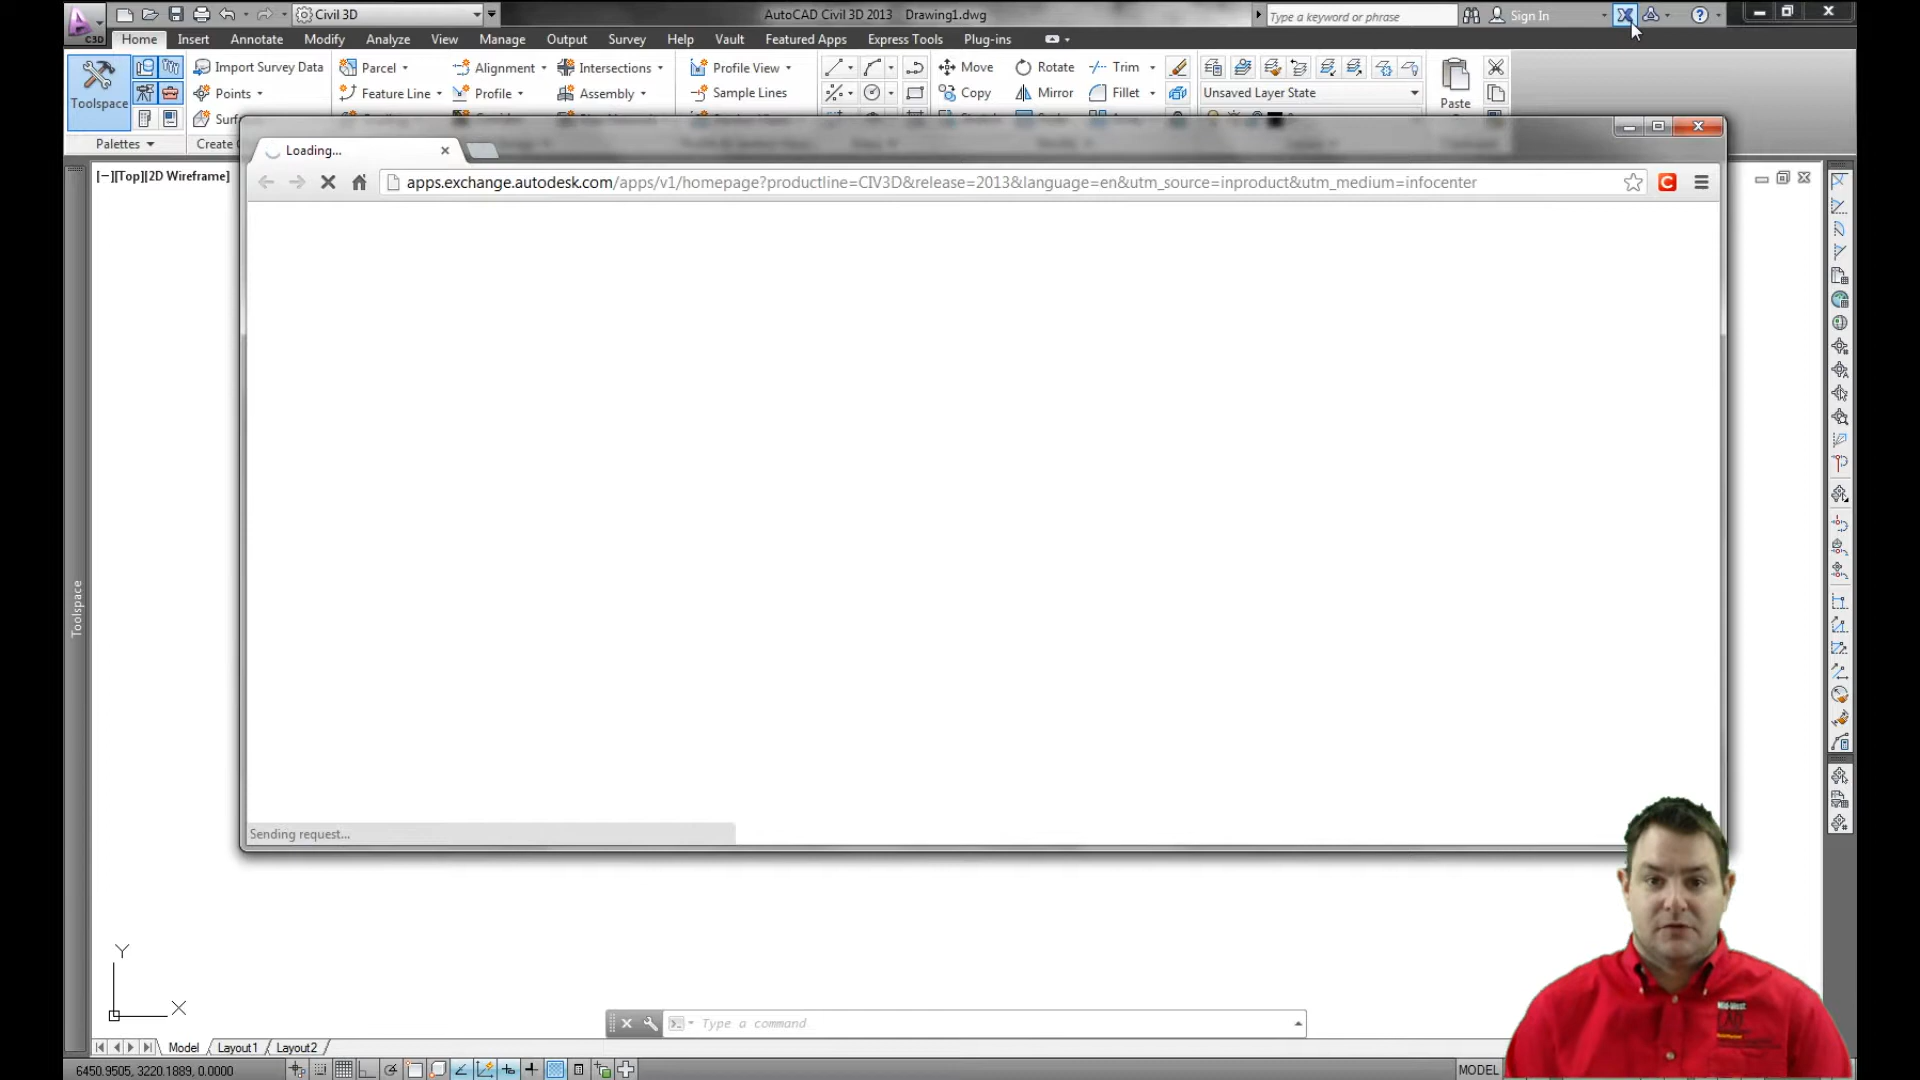 C3D
Civil 3D
AutoCAD Civil 3D 2013 Drawing1.dwg
Type a keyword or phrase
Sign In
Home Insert Annotate Modify Analyze View Manage Output Survey Help Vault Featured Apps Express Tools Plug-ins
Import Survey Data Parcel Alignment Intersections Profile View Move Rotate Trim
Toolspace Points Feature Line Profile Assembly Sample Lines Copy Mirror Fillet Unsaved Layer State Paste
Palettes Create
Loading...
apps.exchange.autodesk.com/apps/v1/homepage?productline=CIV3D&release=2013&language=en&utm_source=inproduct&utm_medium=infocenter
[−][Top][2D Wireframe]
Toolspace
Sending request...
Y
X
Type a command
Model Layout1 Layout2
6450.9505, 3220.1889, 0.0000
MODEL
Mid-West